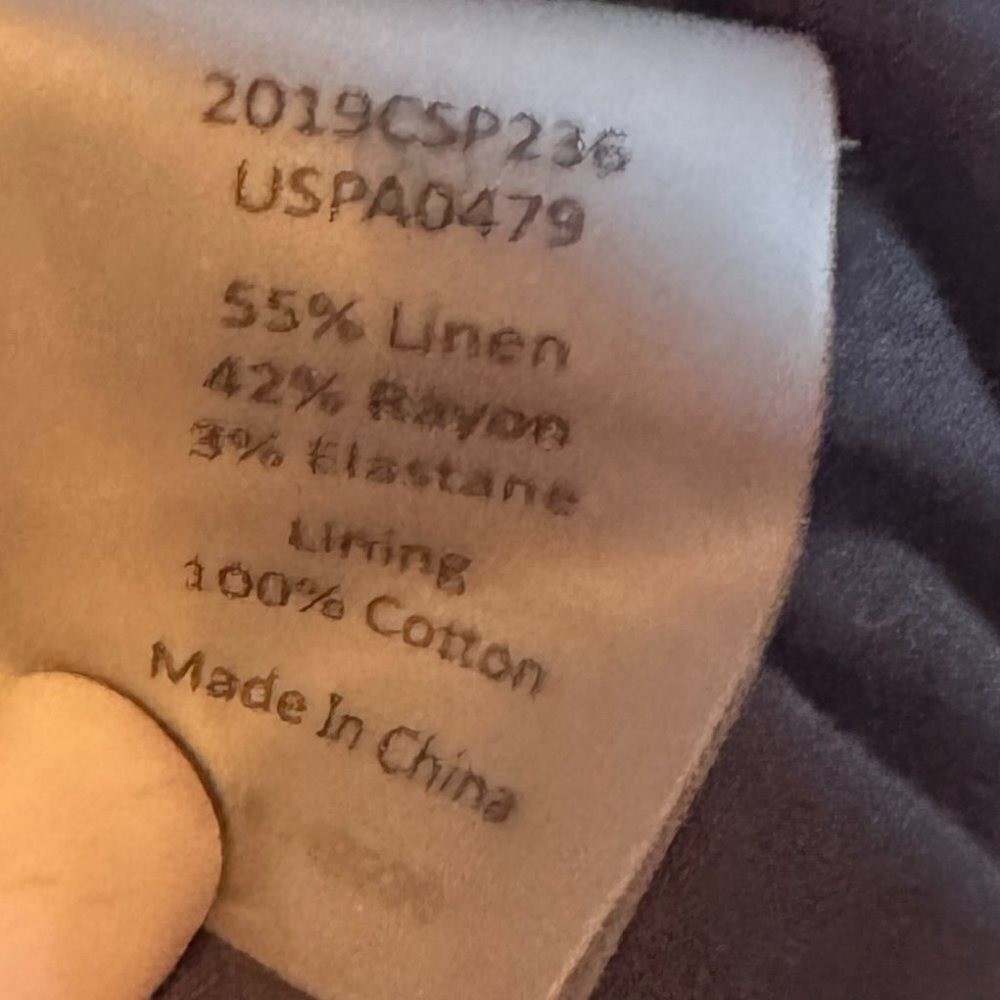 2019CSP236
USPA0479
55% Linen
42% Rayon
3% Elastane
Lining
100% Cotton
Made In China